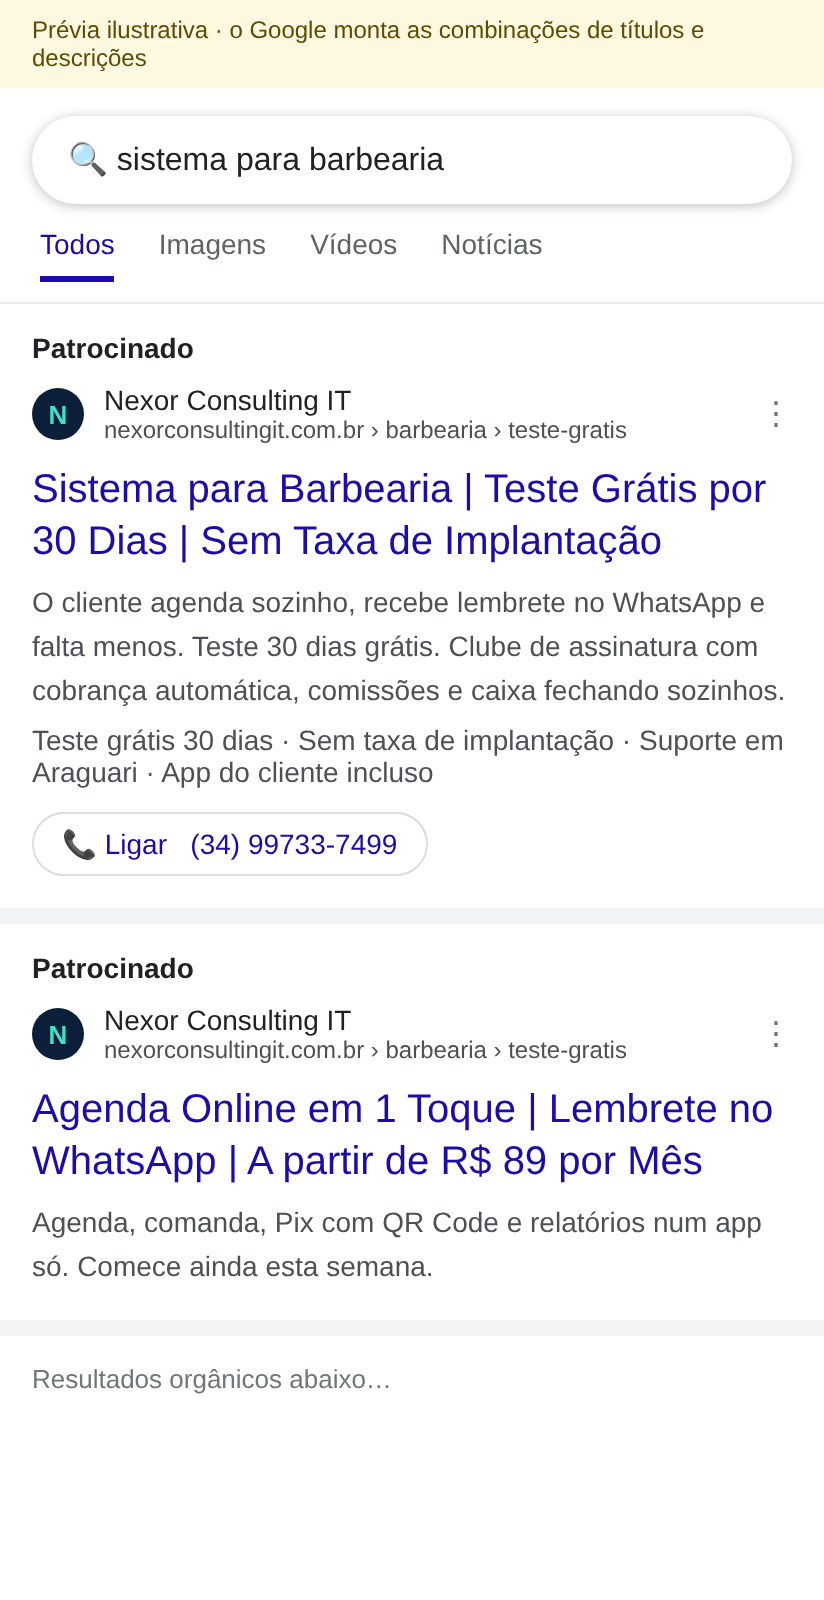 Prévia ilustrativa · o Google monta as combinações de títulos e
descrições
🔍 sistema para barbearia
Todos Imagens Vídeos Notícias
Patrocinado
N
Nexor Consulting IT
nexorconsultingit.com.br › barbearia › teste-gratis
⋮
Sistema para Barbearia | Teste Grátis por
30 Dias | Sem Taxa de Implantação
O cliente agenda sozinho, recebe lembrete no WhatsApp e
falta menos. Teste 30 dias grátis. Clube de assinatura com
cobrança automática, comissões e caixa fechando sozinhos.
Teste grátis 30 dias · Sem taxa de implantação · Suporte em
Araguari · App do cliente incluso
📞 Ligar (34) 99733-7499
Patrocinado
N
Nexor Consulting IT
nexorconsultingit.com.br › barbearia › teste-gratis
⋮
Agenda Online em 1 Toque | Lembrete no
WhatsApp | A partir de R$ 89 por Mês
Agenda, comanda, Pix com QR Code e relatórios num app
só. Comece ainda esta semana.
Resultados orgânicos abaixo…